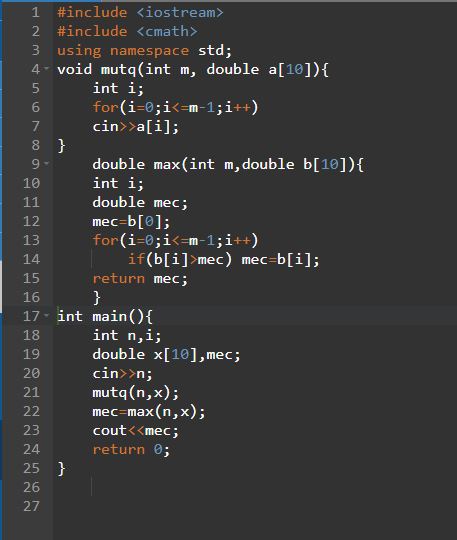 1 #include <iostream>
2 #include <cmath>
3 using namespace std;
4 void mutq(int m, double a[10]){
5     int i;
6     for(i=0;i<=m-1;i++)
7     cin>>a[i];
8 }
9     double max(int m,double b[10]){
10     int i;
11     double mec;
12     mec=b[0];
13     for(i=0;i<=m-1;i++)
14         if(b[i]>mec) mec=b[i];
15     return mec;
16     }
17 int main(){
18     int n,i;
19     double x[10],mec;
20     cin>>n;
21     mutq(n,x);
22     mec=max(n,x);
23     cout<<mec;
24     return 0;
25 }
26
27